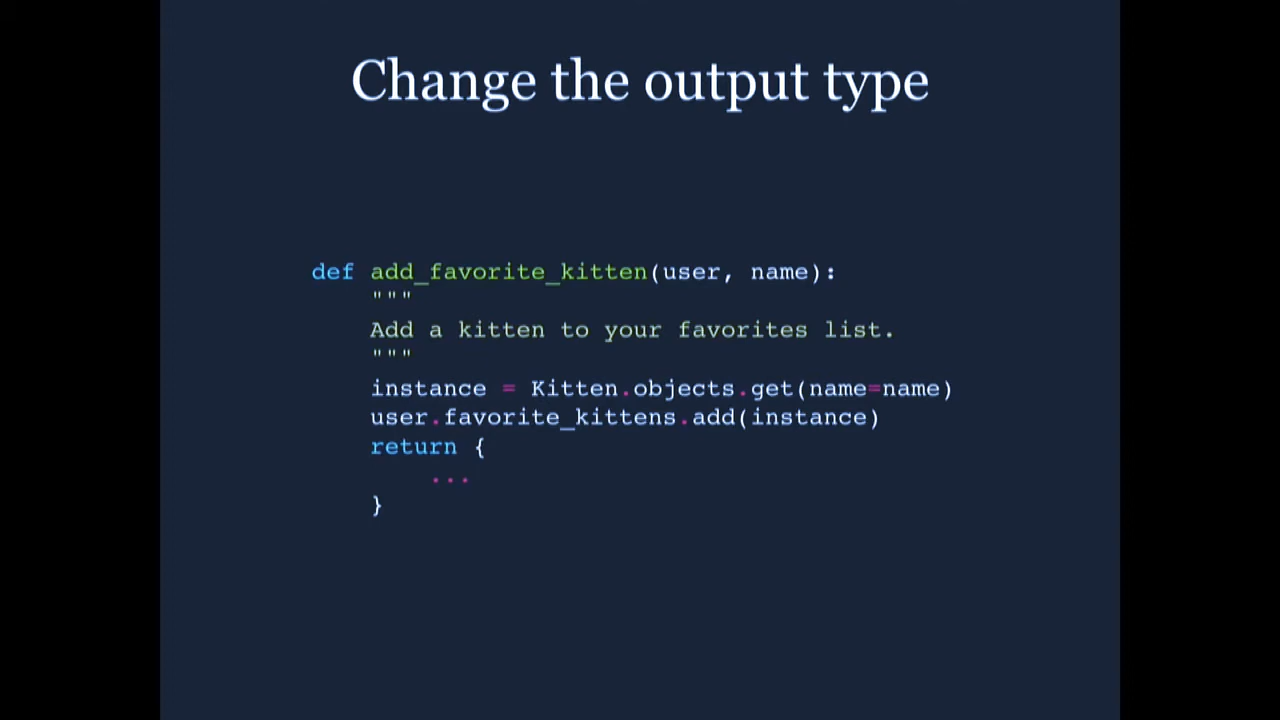 Change the output type
def add_favorite_kitten(user, name):
"""
Add a kitten to your favorites list.
"""
instance = Kitten.objects.get(name=name)
user.favorite_kittens.add(instance)
return {
...
}